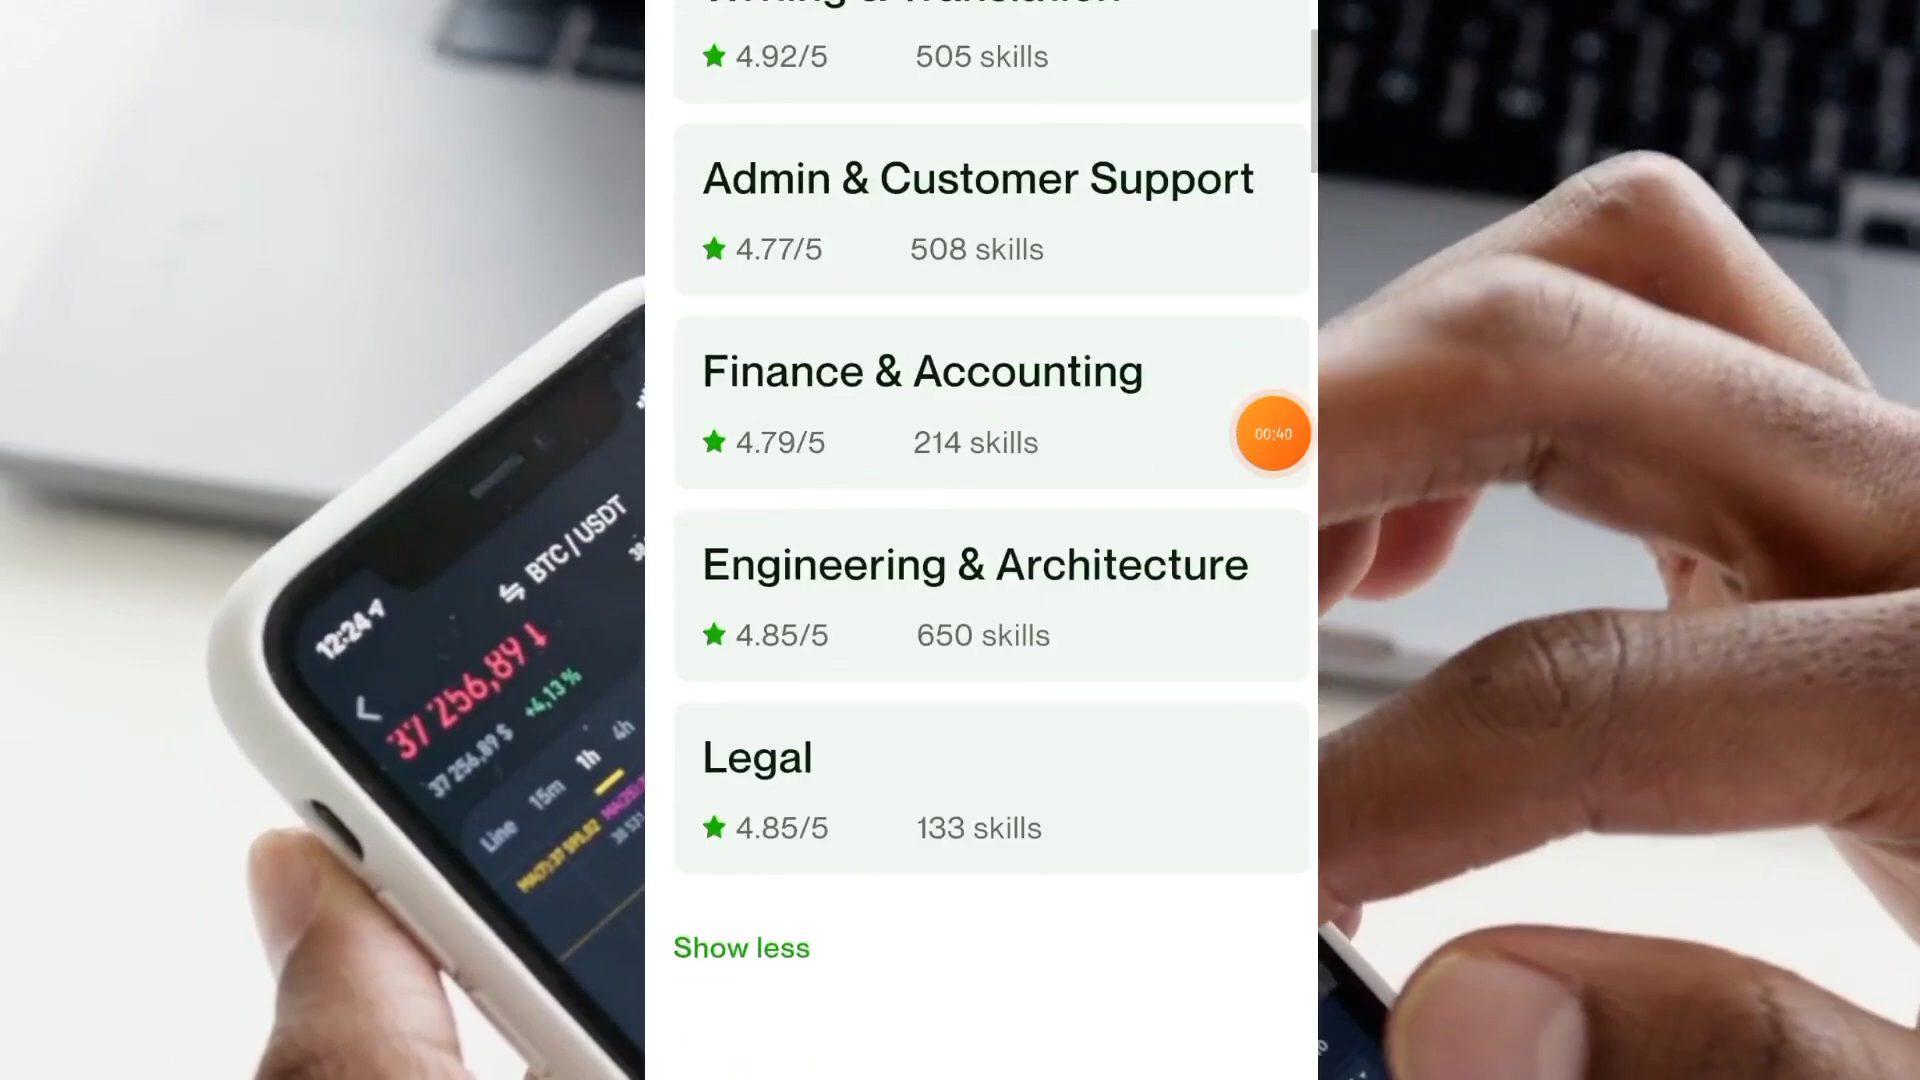 Writing & Translation
4.92/5 505 skills
Admin & Customer Support
4.77/5 508 skills
Finance & Accounting
4.79/5 214 skills
00:40
Engineering & Architecture
4.85/5 650 skills
Legal
4.85/5 133 skills
Show less
12:24
BTC/USDT
37 256,89
+4,13%
37 256,89 $
Line 15m 1h 4h